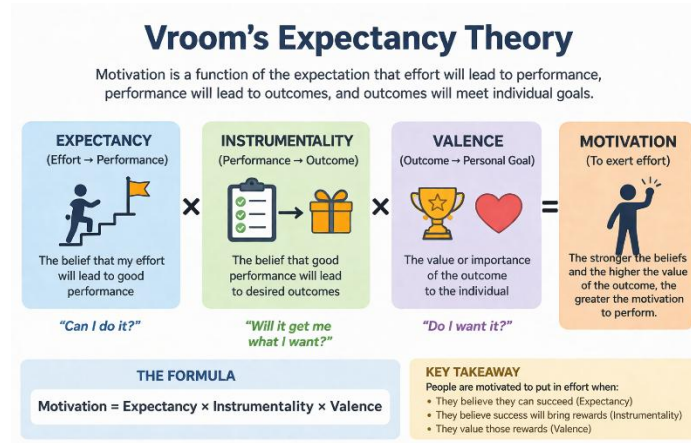 Vroom's Expectancy Theory
Motivation is a function of the expectation that effort will lead to performance,
performance will lead to outcomes, and outcomes will meet individual goals.
EXPECTANCY
(Effort → Performance)
The belief that my effort
will lead to good
performance
"Can I do it?"
×
INSTRUMENTALITY
(Performance → Outcome)
The belief that good
performance will lead
to desired outcomes
"Will it get me
what I want?"
×
VALENCE
(Outcome → Personal Goal)
The value or importance
of the outcome
to the individual
"Do I want it?"
=
MOTIVATION
(To exert effort)
The stronger the beliefs
and the higher the value
of the outcome, the
greater the motivation
to perform.
THE FORMULA
Motivation = Expectancy × Instrumentality × Valence
KEY TAKEAWAY
People are motivated to put in effort when:
• They believe they can succeed (Expectancy)
• They believe success will bring rewards (Instrumentality)
• They value those rewards (Valence)